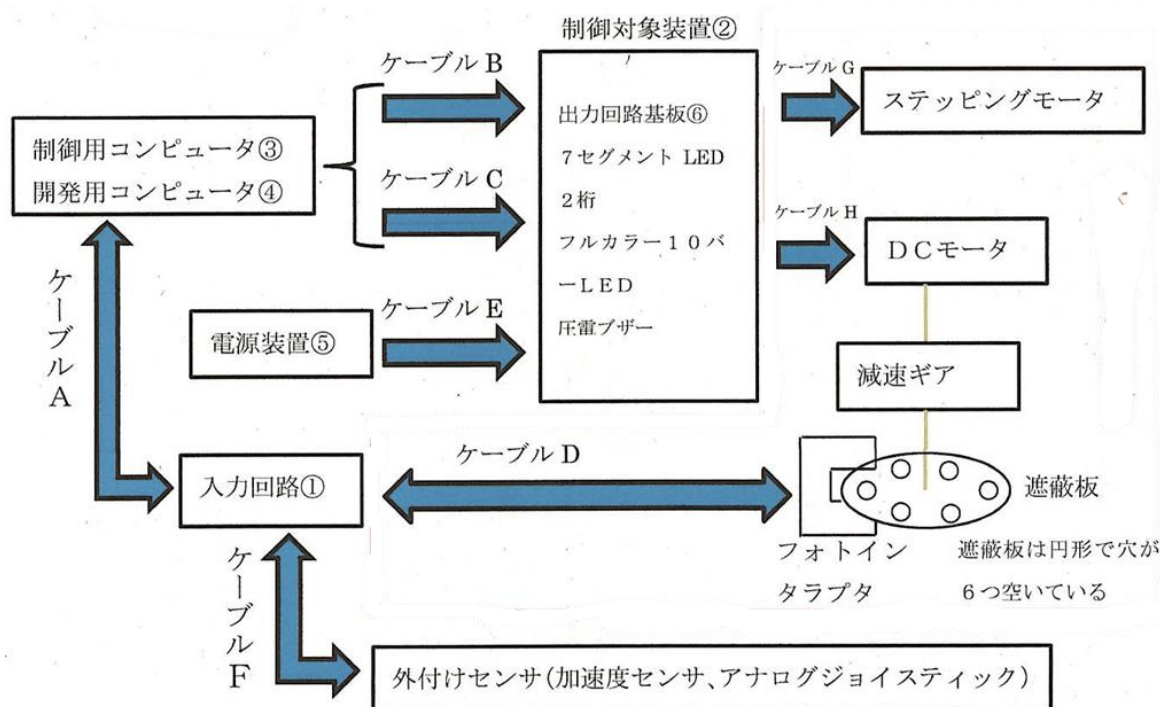 制御対象装置②
ケーブル B
ケーブル G
ステッピングモータ
出力回路基板⑥
7セグメント LED
2桁
フルカラー１０バ
ーＬＥＤ
圧電ブザー
制御用コンピュータ③
開発用コンピュータ④
ケーブル C
ケーブル H
ＤＣモータ
ケーブル A
ケーブル E
電源装置⑤
減速ギア
ケーブル D
入力回路①
遮蔽板
フォトイン
タラプタ
遮蔽板は円形で穴が
６つ空いている
ケーブル F
外付けセンサ(加速度センサ、アナログジョイスティック)